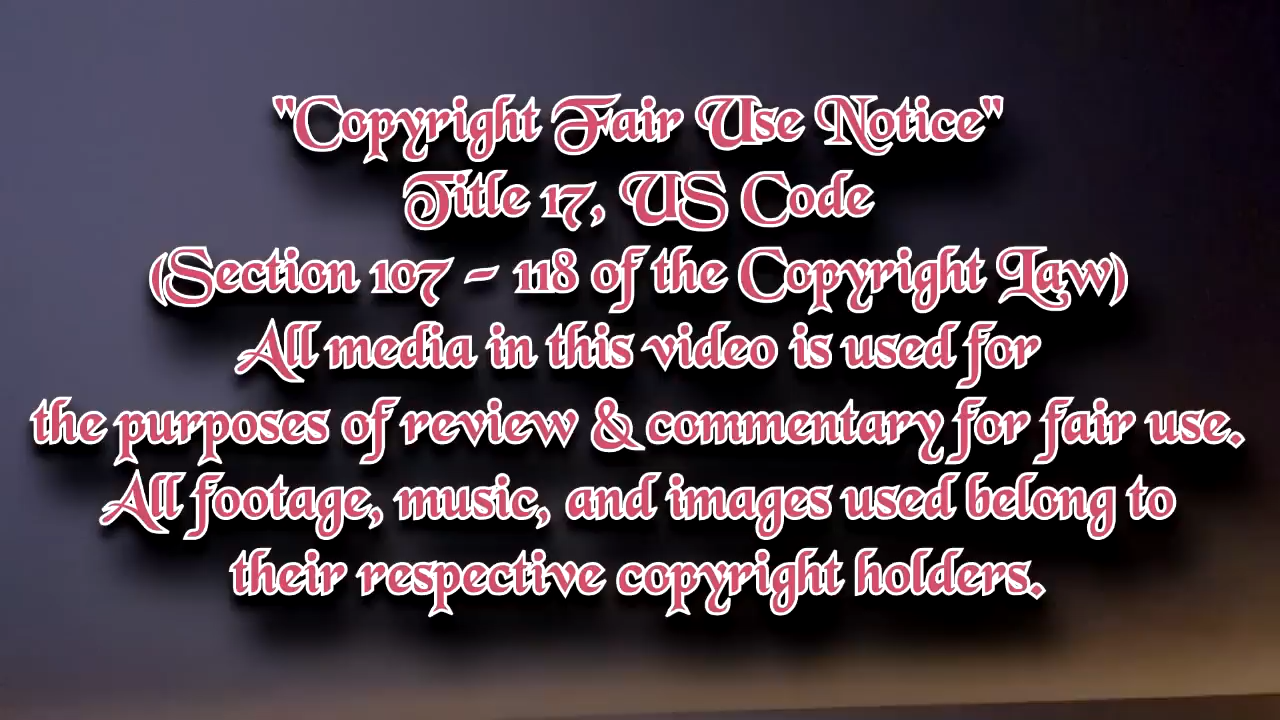 "Copyright Fair Use Notice"
Title 17, US Code
(Section 107 - 118 of the Copyright Law)
All media in this video is used for
the purposes of review & commentary for fair use.
All footage, music, and images used belong to
their respective copyright holders.